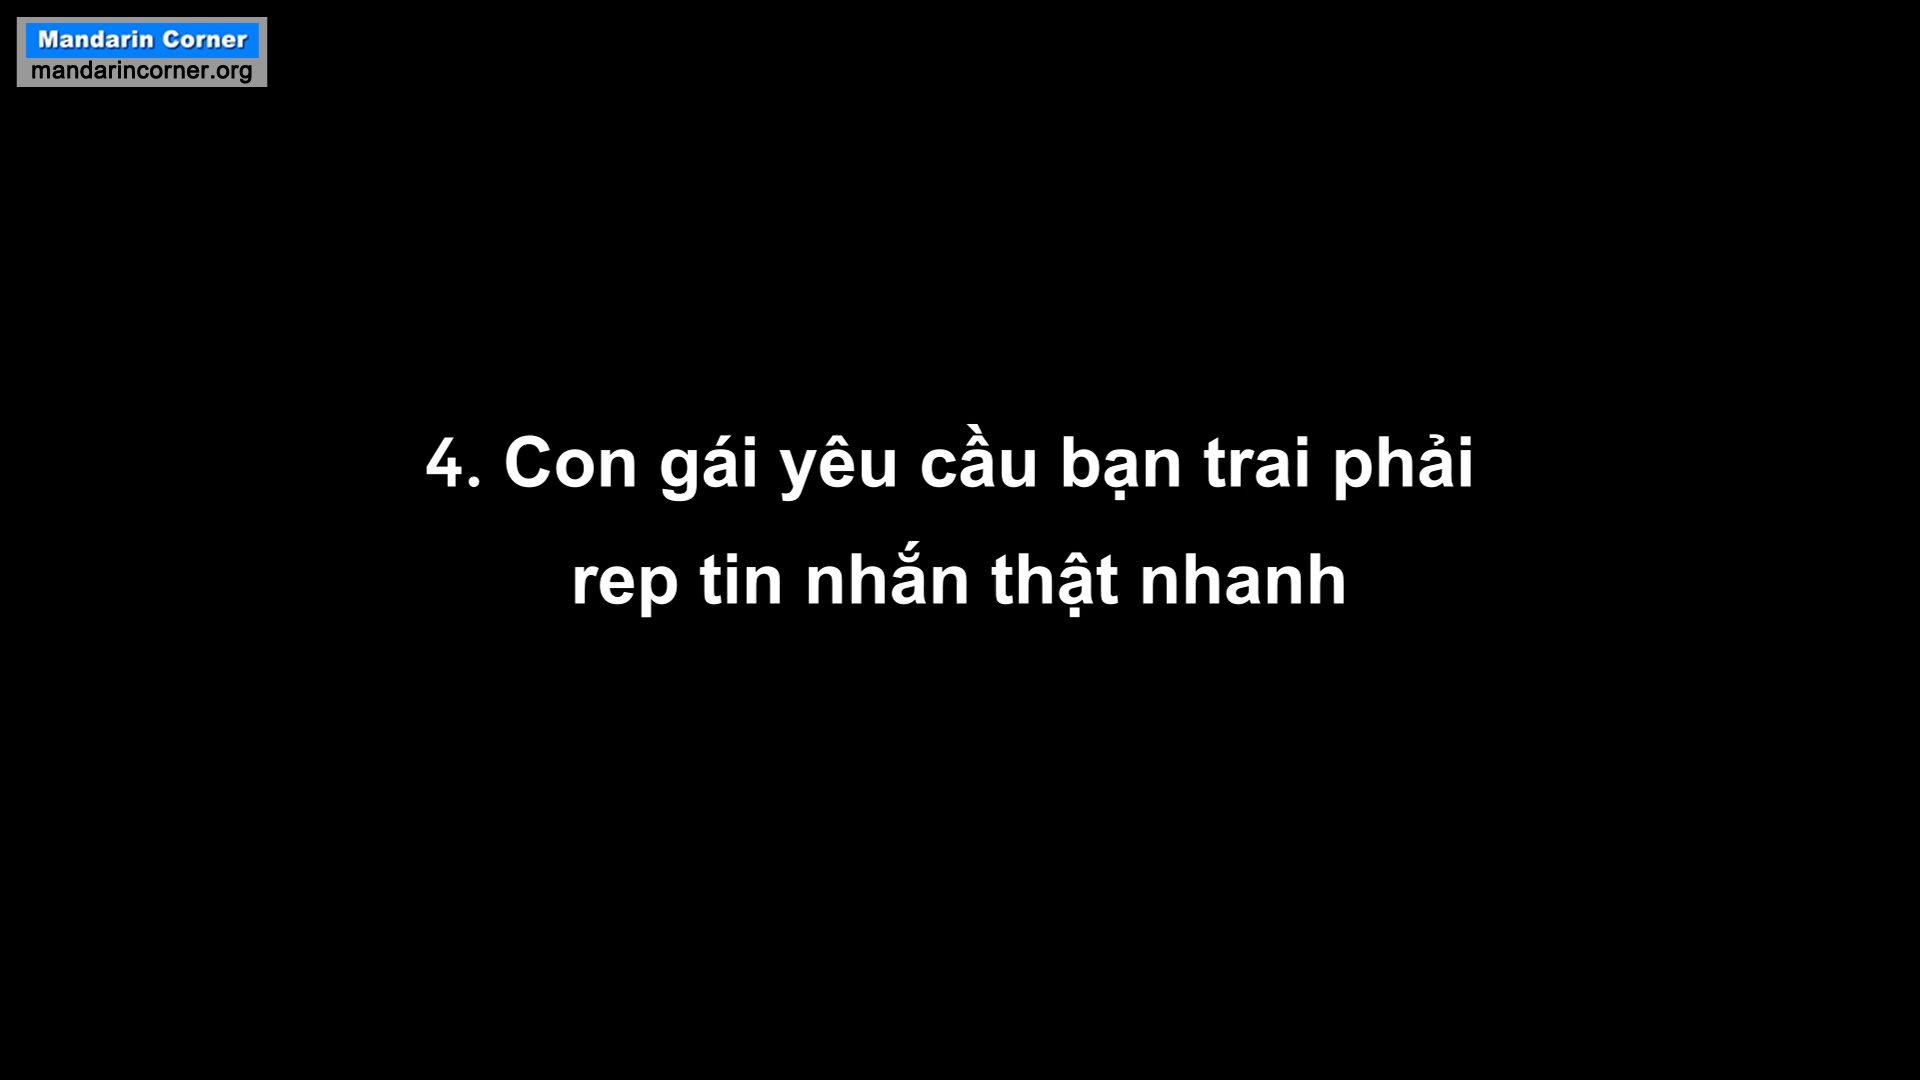 Mandarin Corner
mandarincorner.org
4. Con gái yêu cầu bạn trai phải
rep tin nhắn thật nhanh